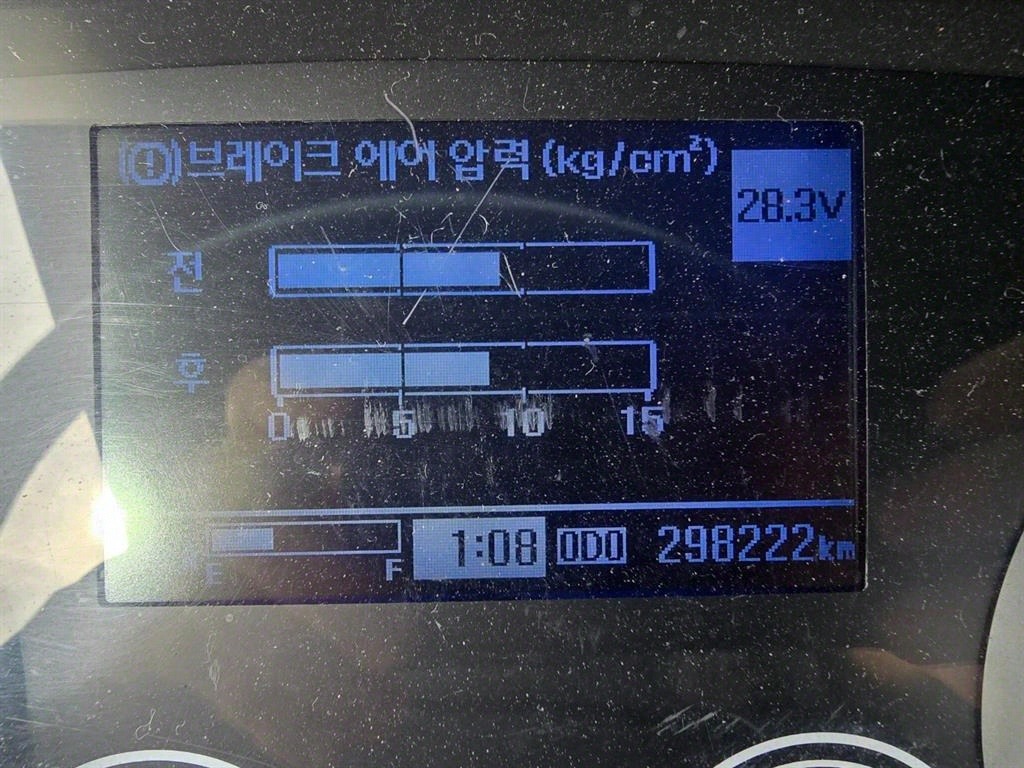 (!) 브레이크 에어 압력 (kg/cm²)
28.3V
전
후
0 5 10 15
E F 1:08 ODO 298222km